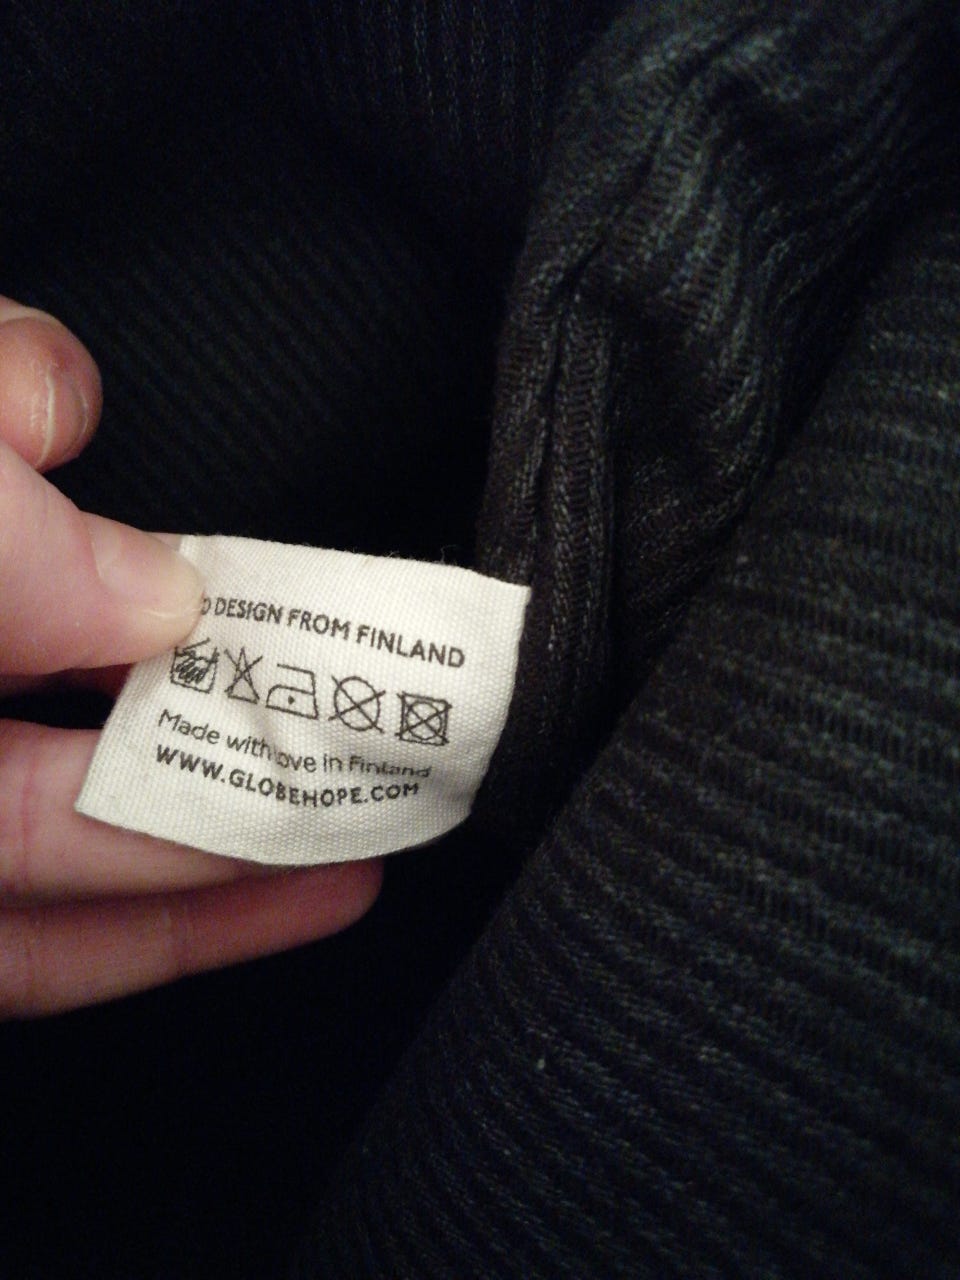 DESIGN FROM FINLAND
Made with love in Finland
WWW.GLOBEHOPE.COM